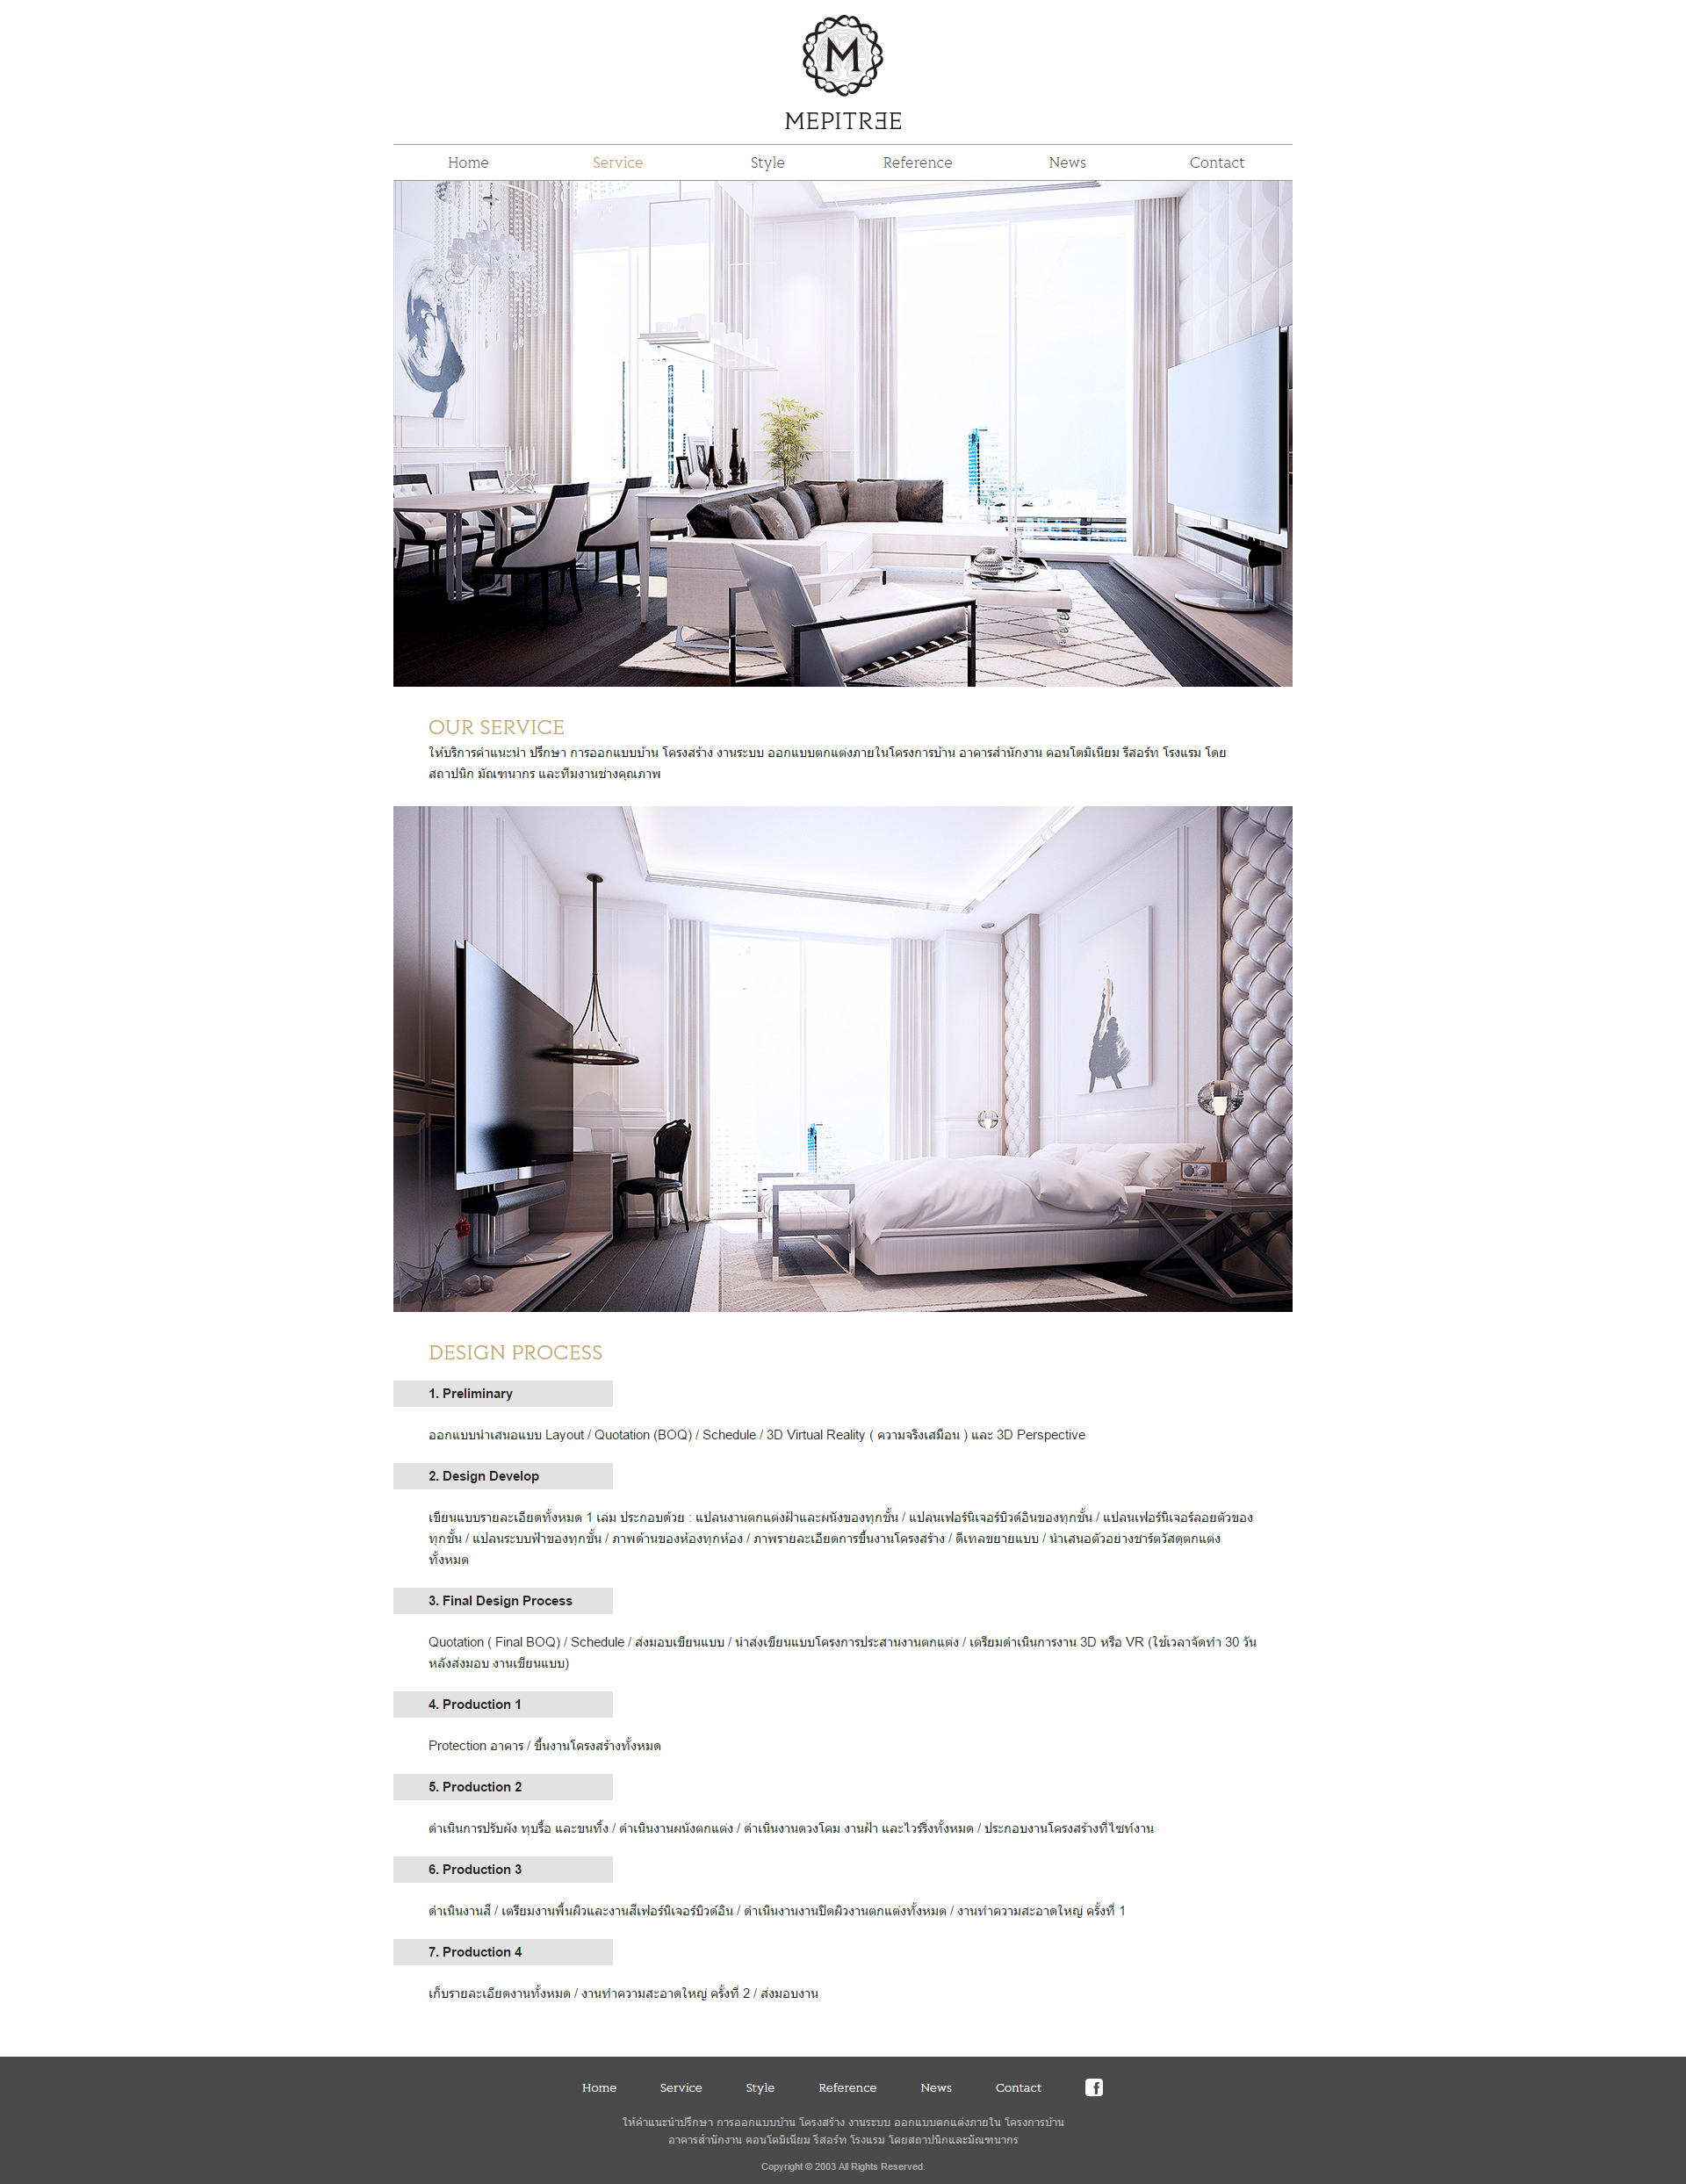 M
MEPITRƎE
Home Service Style Reference News Contact
OUR SERVICE
ให้บริการคำแนะนำ ปรึกษา การออกแบบบ้าน โครงสร้าง งานระบบ ออกแบบตกแต่งภายในโครงการบ้าน อาคารสำนักงาน คอนโดมิเนียม รีสอร์ท โรงแรม โดย
สถาปนิก มัณฑนากร และทีมงานช่างคุณภาพ
DESIGN PROCESS
1. Preliminary
ออกแบบนำเสนอแบบ Layout / Quotation (BOQ) / Schedule / 3D Virtual Reality ( ความจริงเสมือน ) และ 3D Perspective
2. Design Develop
เขียนแบบรายละเอียดทั้งหมด 1 เล่ม ประกอบด้วย : แปลนงานตกแต่งฝ้าและผนังของทุกชั้น / แปลนเฟอร์นิเจอร์บิวต์อินของทุกชั้น / แปลนเฟอร์นิเจอร์ลอยตัวของ
ทุกชั้น / แปลนระบบฟ้าของทุกชั้น / ภาพด้านของห้องทุกห้อง / ภาพรายละเอียดการขึ้นงานโครงสร้าง / ดีเทลขยายแบบ / นำเสนอตัวอย่างชาร์ตวัสดุตกแต่ง
ทั้งหมด
3. Final Design Process
Quotation ( Final BOQ) / Schedule / ส่งมอบเขียนแบบ / นำส่งเขียนแบบโครงการประสานงานตกแต่ง / เตรียมดำเนินการงาน 3D หรือ VR (ใช้เวลาจัดทำ 30 วัน
หลังส่งมอบ งานเขียนแบบ)
4. Production 1
Protection อาคาร / ขึ้นงานโครงสร้างทั้งหมด
5. Production 2
ดำเนินการปรับผัง ทุบรื้อ และขนทิ้ง / ดำเนินงานผนังตกแต่ง / ดำเนินงานดวงโคม งานฝ้า และไวร์ริ่งทั้งหมด / ประกอบงานโครงสร้างที่ไซท์งาน
6. Production 3
ดำเนินงานสี / เตรียมงานพื้นผิวและงานสีเฟอร์นิเจอร์บิวต์อิน / ดำเนินงานงานปิดผิวงานตกแต่งทั้งหมด / งานทำความสะอาดใหญ่ ครั้งที่ 1
7. Production 4
เก็บรายละเอียดงานทั้งหมด / งานทำความสะอาดใหญ่ ครั้งที่ 2 / ส่งมอบงาน
Home Service Style Reference News Contact f
ให้คำแนะนำปรึกษา การออกแบบบ้าน โครงสร้าง งานระบบ ออกแบบตกแต่งภายใน โครงการบ้าน
อาคารสำนักงาน คอนโดมิเนียม รีสอร์ท โรงแรม โดยสถาปนิกและมัณฑนากร
Copyright © 2003 All Rights Reserved.